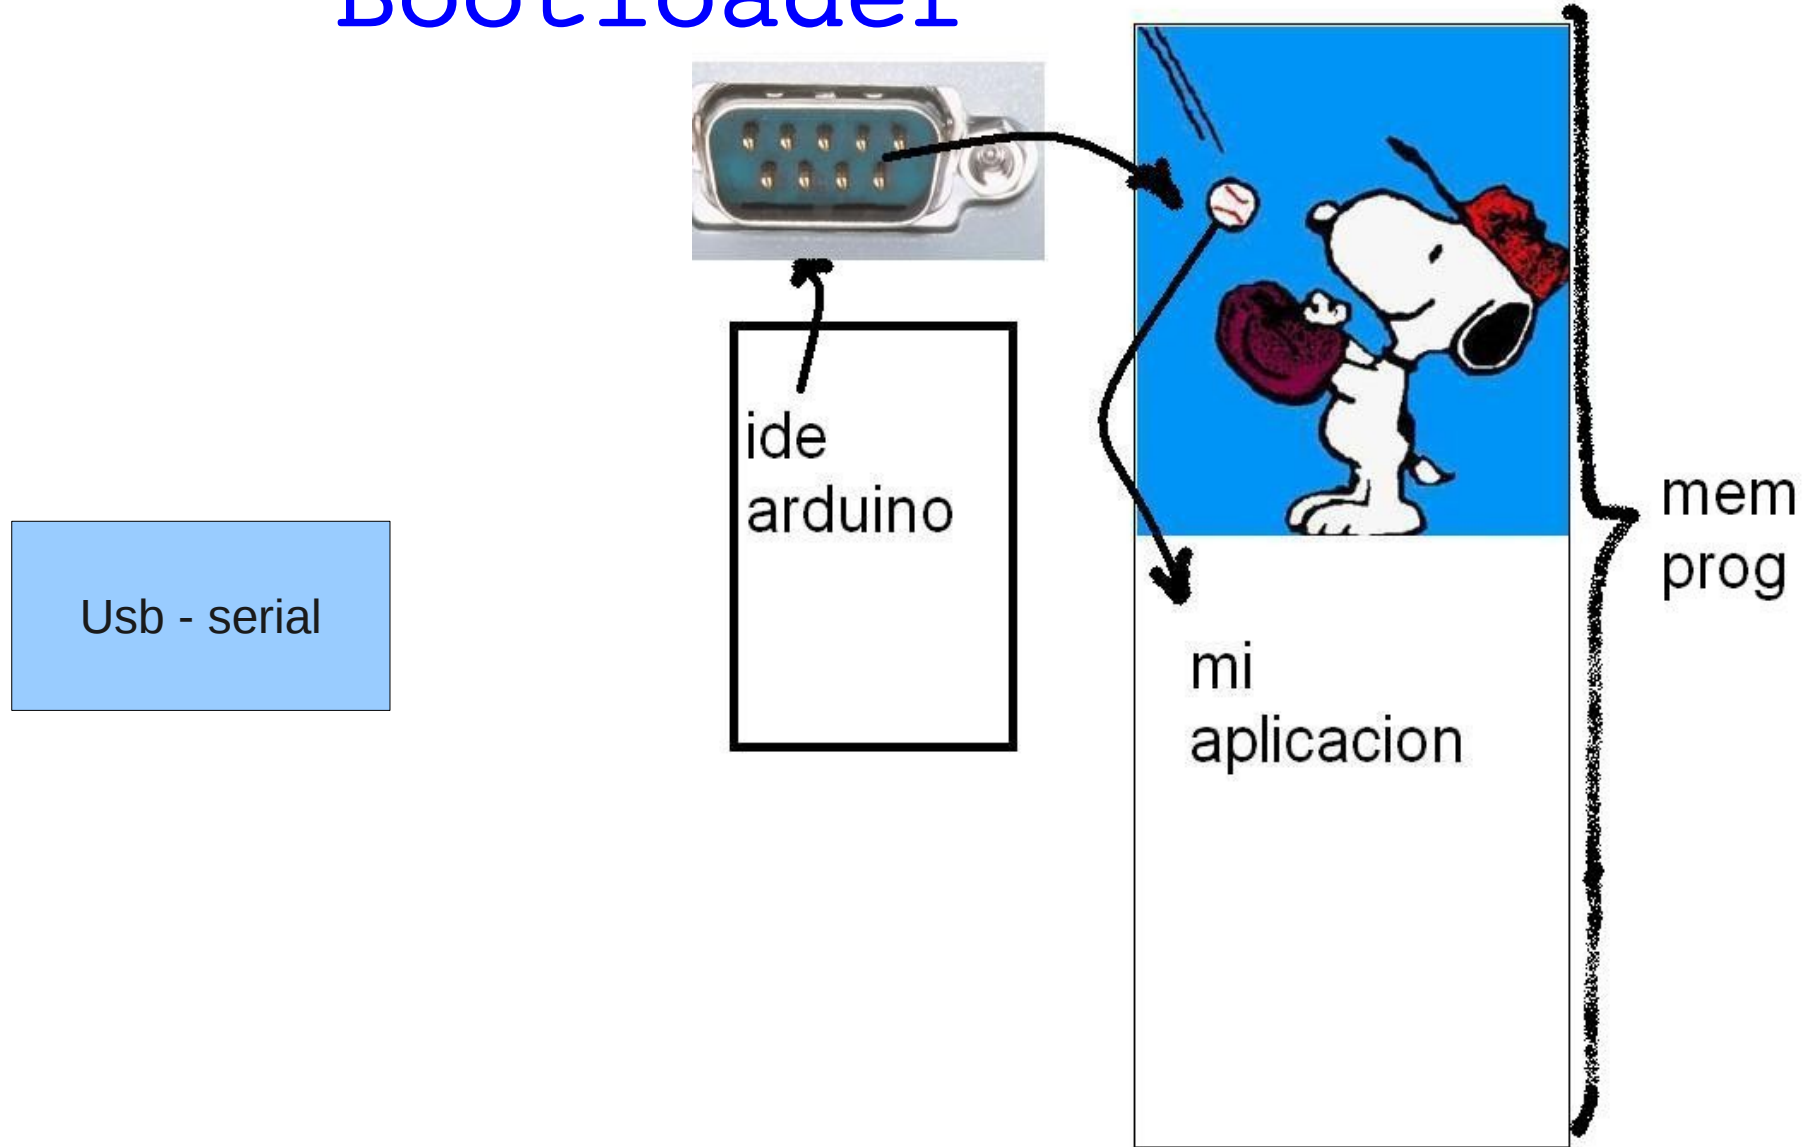 Bootloader
ide
arduino
mem
prog
Usb - serial
mi
aplicacion